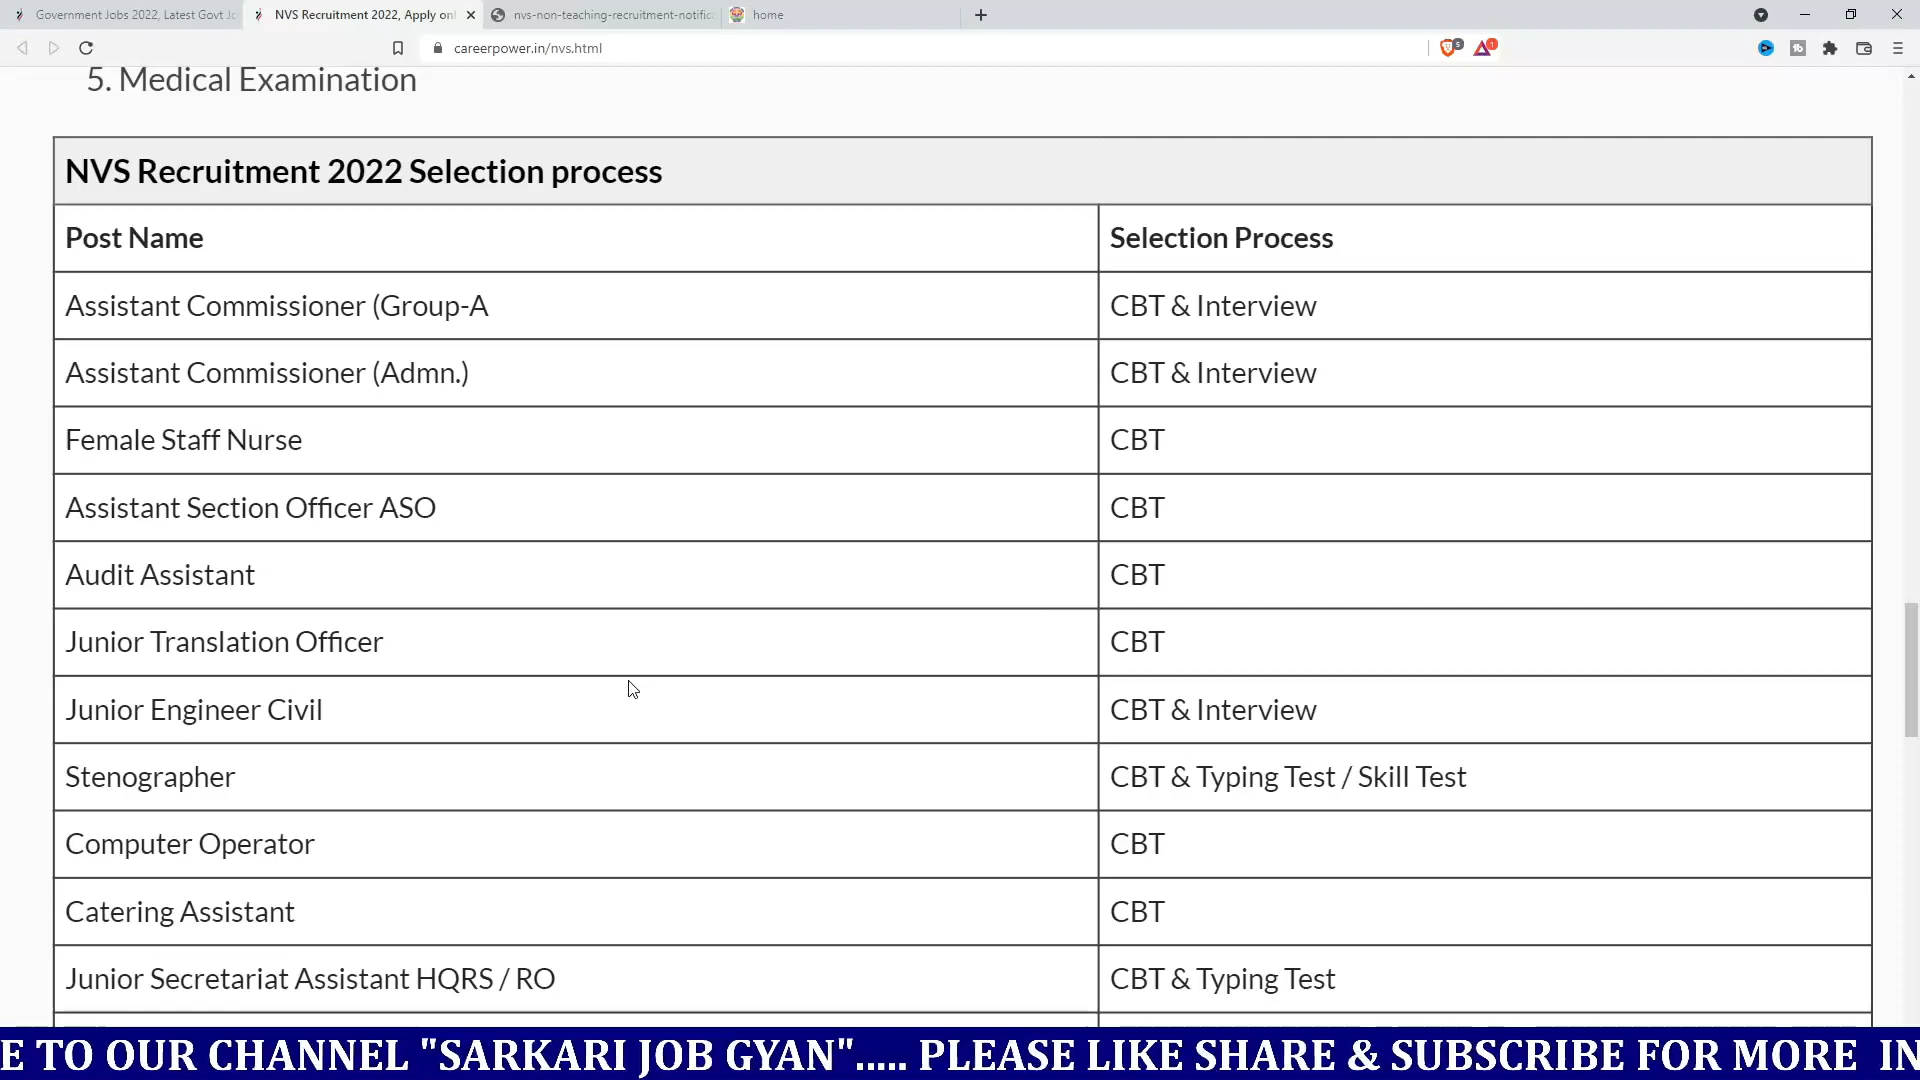 Government Jobs 2022, Latest Govt Jo
NVS Recruitment 2022, Apply onl
nvs-non-teaching-recruitment-notific
home
careerpower.in/nvs.html
5. Medical Examination
NVS Recruitment 2022 Selection process
Post Name Selection Process
Assistant Commissioner (Group-A CBT & Interview
Assistant Commissioner (Admn.) CBT & Interview
Female Staff Nurse CBT
Assistant Section Officer ASO CBT
Audit Assistant CBT
Junior Translation Officer CBT
Junior Engineer Civil CBT & Interview
Stenographer CBT & Typing Test / Skill Test
Computer Operator CBT
Catering Assistant CBT
Junior Secretariat Assistant HQRS / RO CBT & Typing Test
E TO OUR CHANNEL "SARKARI JOB GYAN"..... PLEASE LIKE SHARE & SUBSCRIBE FOR MORE IN